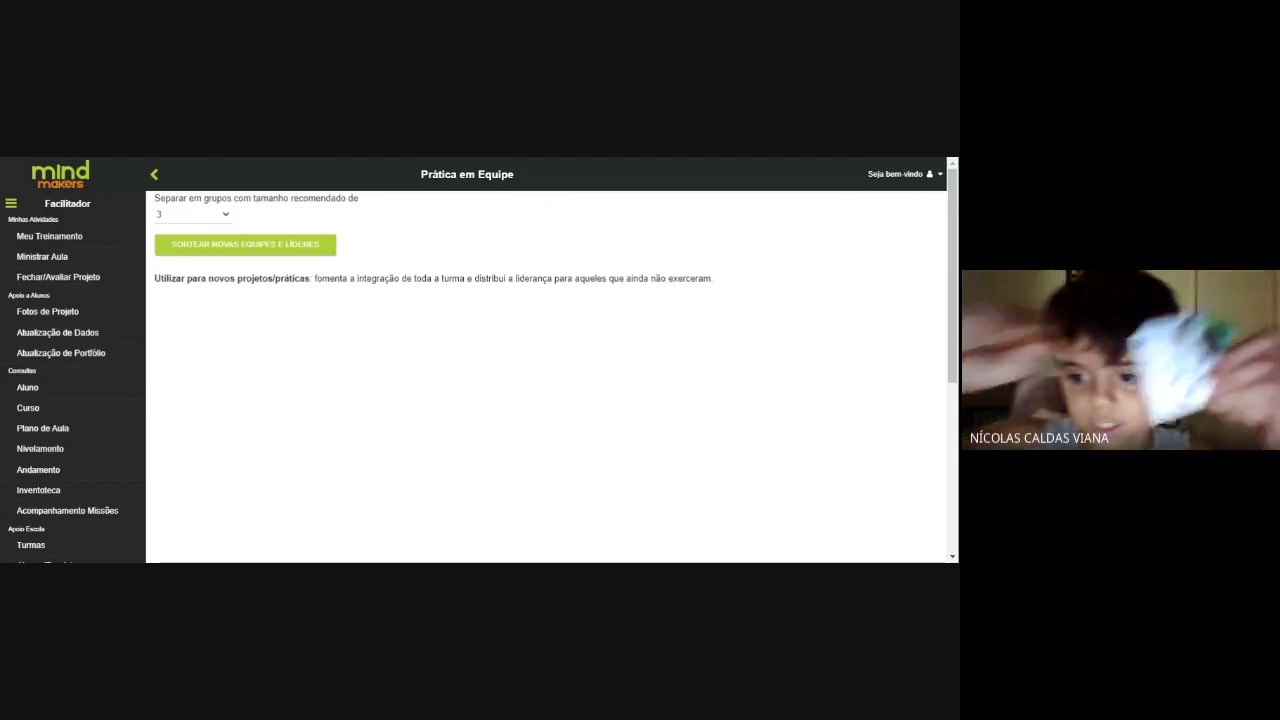 mind
makers
Facilitador
Minhas Atividades
Meu Treinamento
Ministrar Aula
Fechar/Avaliar Projeto
Apoio a Alunos
Fotos de Projeto
Atualização de Dados
Atualização de Portfólio
Consultas
Aluno
Curso
Plano de Aula
Nivelamento
Andamento
Inventoteca
Acompanhamento Missões
Apoio Escola
Turmas
Prática em Equipe
Seja bem-vindo
Separar em grupos com tamanho recomendado de
3
SORTEAR NOVAS EQUIPES E LÍDERES
Utilizar para novos projetos/práticas: fomenta a integração de toda a turma e distribui a liderança para aqueles que ainda não exerceram.
NÍCOLAS CALDAS VIANA